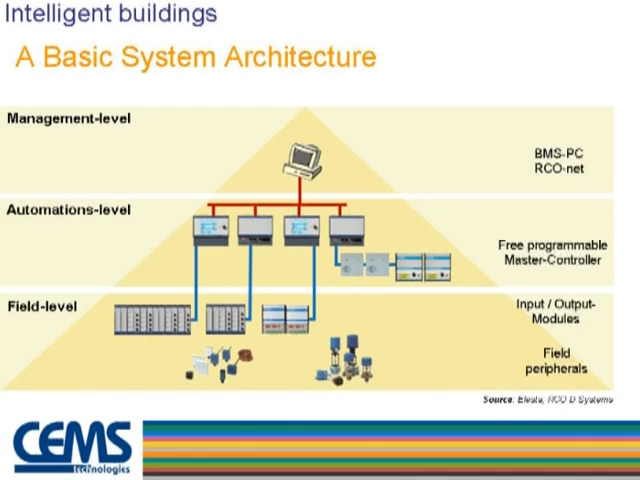 Intelligent buildings
A Basic System Architecture
Management-level
BMS-PC
RCO-net
Automations-level
Free programmable
Master-Controller
Field-level
Input / Output-
Modules
Field
peripherals
Source: Elesta, RCO D Systems
CEMS
technologies